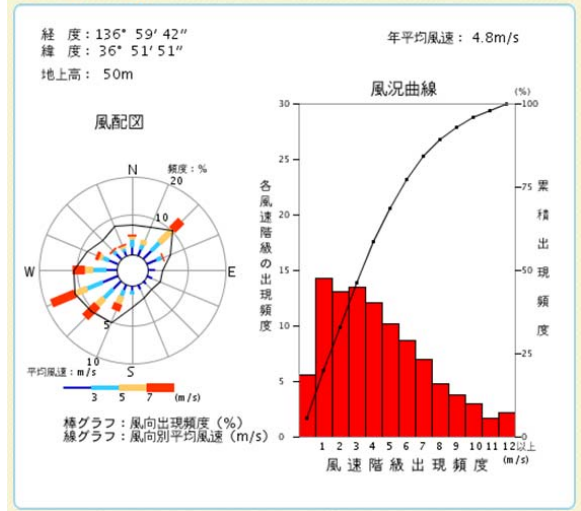 経 度：136° 59′ 42″
緯 度：36° 51′ 51″
年平均風速： 4.8m/s
地上高： 50m
風配図
N
頻度：%
20
10
W
E
5
10
S
平均風速：m/s
3 5 7 (m/s)
棒グラフ：風向出現頻度（%）
線グラフ：風向別平均風速（m/s）
風況曲線
(%)
30
25
20
15
10
5
0
各風速階級の出現頻度
100
75
50
25
0
累積出現頻度
1 2 3 4 5 6 7 8 9 10 11 12以上
(m/s)
風速階級出現頻度